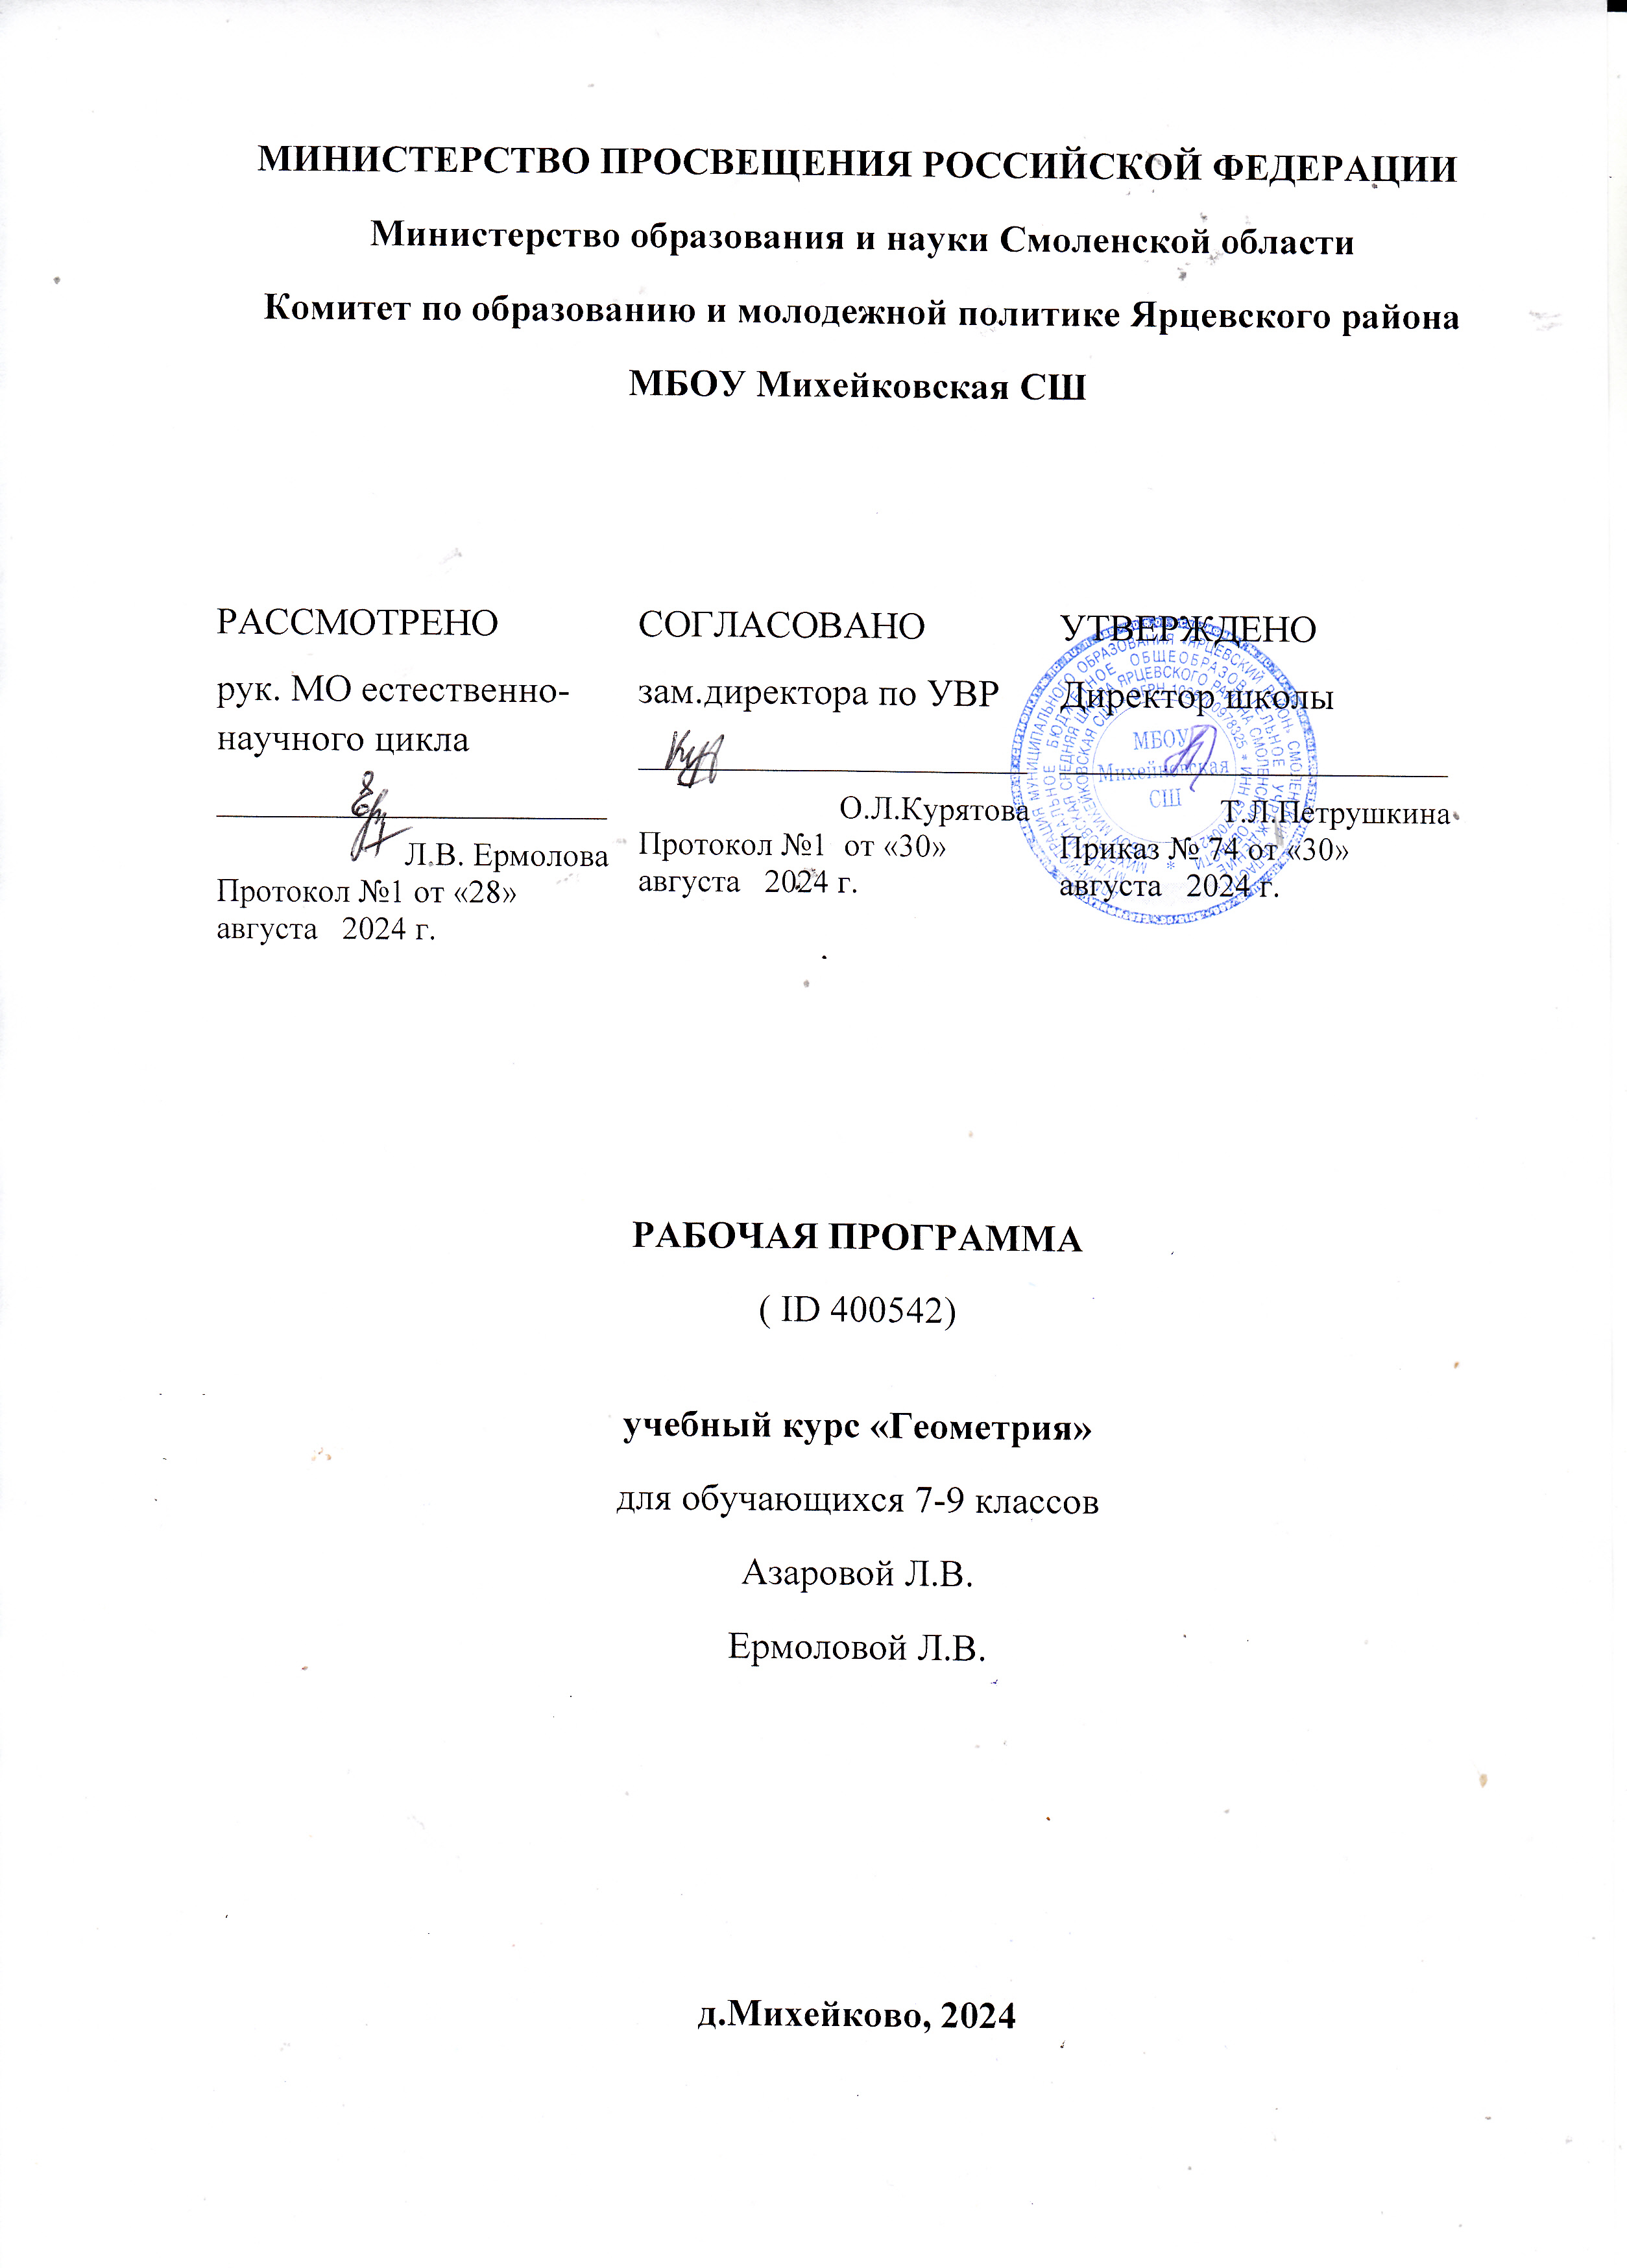 МИНИСТЕРСТВО ПРОСВЕЩЕНИЯ РОССИЙСКОЙ ФЕДЕРАЦИИ
Министерство образования и науки Смоленской области
Комитет по образованию и молодежной политике Ярцевского района
МБОУ Михейковская СШ
РАССМОТРЕНО
рук. МО естественно-
научного цикла
Л.В. Ермолова
Протокол №1 от «28»
августа 2024 г.
СОГЛАСОВАНО
зам.директора по УВР
О.Л.Курятова
Протокол №1 от «30»
августа 2024 г.
УТВЕРЖДЕНО
Директор школы
Т.Л.Петрушкина
Приказ № 74 от «30»
августа 2024 г.
МБОУ
Михейковская
СШ
РАБОЧАЯ ПРОГРАММА
( ID 400542)
учебный курс «Геометрия»
для обучающихся 7-9 классов
Азаровой Л.В.
Ермоловой Л.В.
д.Михейково, 2024